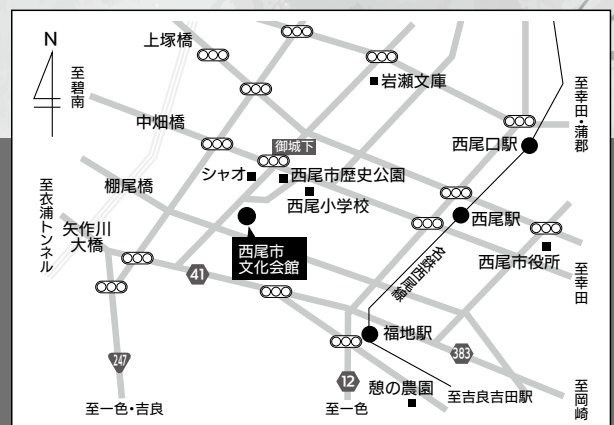 N
上塚橋
至碧南
岩瀬文庫
至幸田・蒲郡
中畑橋
御城下
西尾口駅
シャオ
西尾市歴史公園
棚尾橋
西尾小学校
至衣浦トンネル
西尾駅
矢作川
大橋
西尾市
文化会館
名鉄西尾線
西尾市役所
41
至幸田
福地駅
247
383
12
憩の農園
至吉良吉田駅
至岡崎
至一色・吉良
至一色